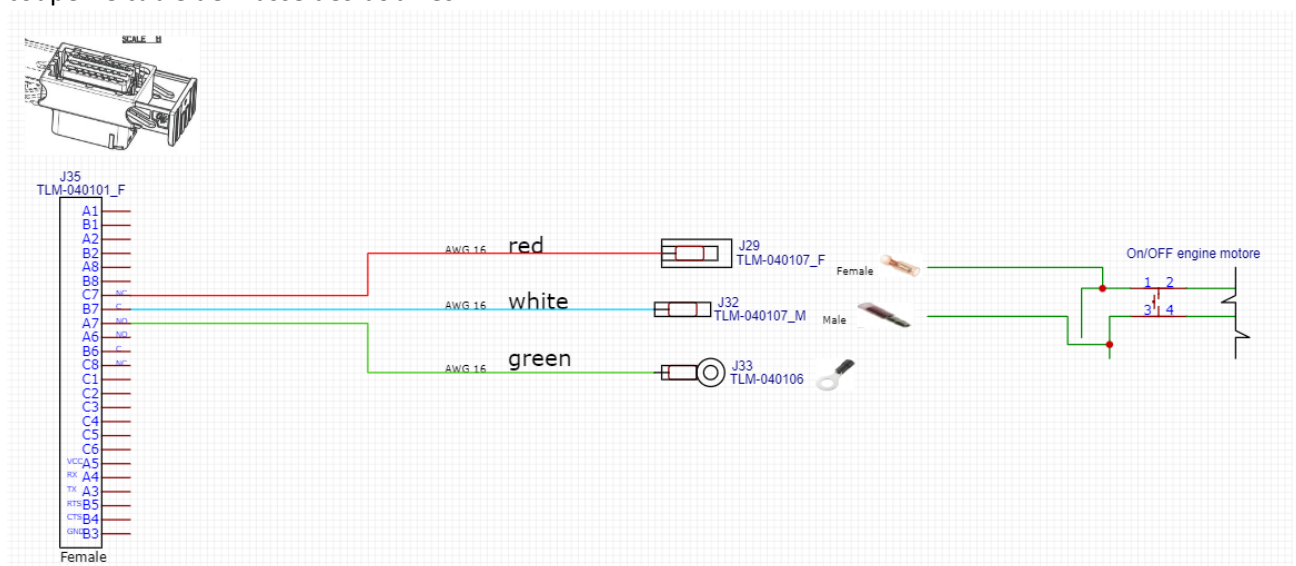 SCALE
J35
TLM-040101_F
A1
B1
A2
B2
A8
B8
C7 NC
B7 C
A7 NO
A6 NO
B6 C
C8 NC
C1
C2
C3
C4
C5
C6
VCC A5
RX A4
TX A3
RTS B5
CTS B4
GND B3
Female
AWG 16 red
J29
TLM-040107_F
AWG 16 white
J32
TLM-040107_M
AWG 16 green
J33
TLM-040106
Female
Male
On/OFF engine motore
1 2
3 4